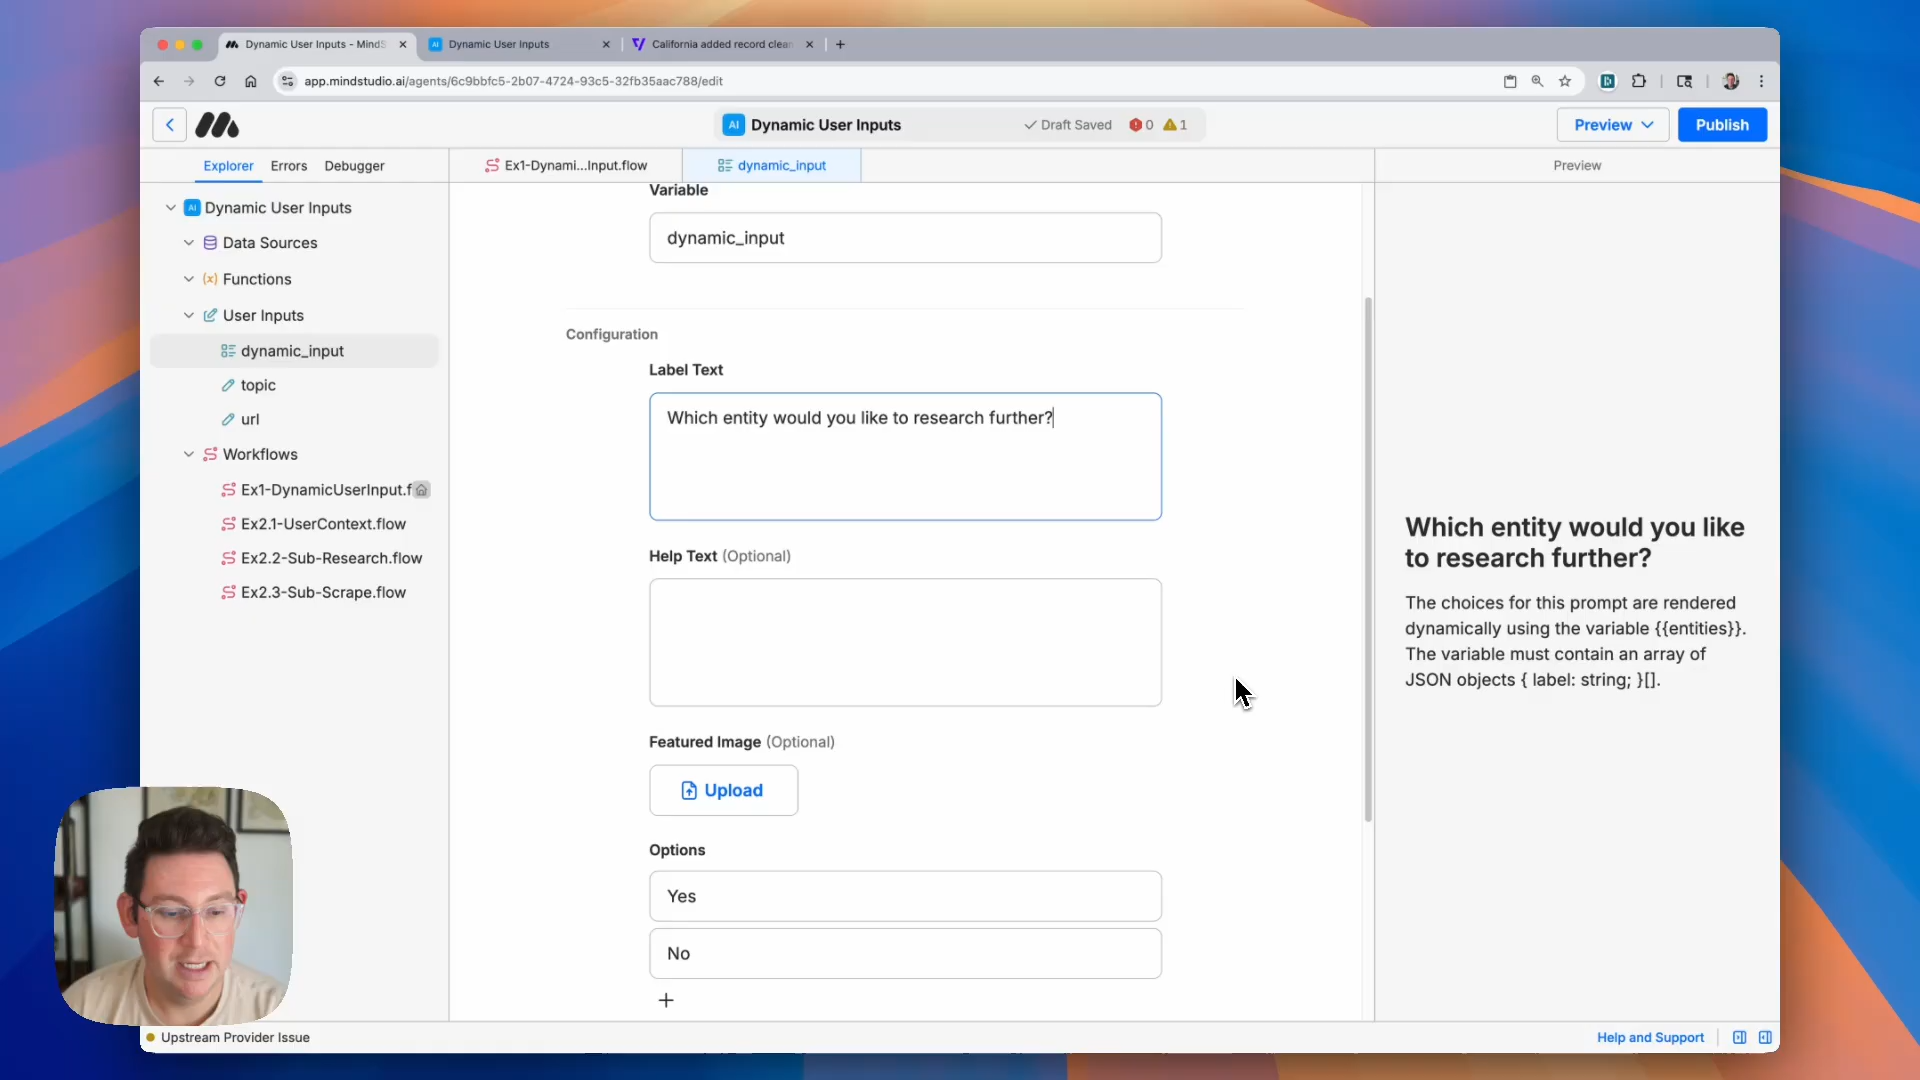 Dynamic User Inputs - MindS
Dynamic User Inputs
California added record clean
app.mindstudio.ai/agents/6c9bbfc5-2b07-4724-93c5-32fb35aac788/edit
AI Dynamic User Inputs
Draft Saved
0
1
Preview
Publish
Explorer
Errors
Debugger
Ex1-Dynami...Input.flow
dynamic_input
Preview
AI Dynamic User Inputs
Data Sources
Functions
User Inputs
dynamic_input
topic
url
Workflows
Ex1-DynamicUserInput.f
Ex2.1-UserContext.flow
Ex2.2-Sub-Research.flow
Ex2.3-Sub-Scrape.flow
Variable
dynamic_input
Configuration
Label Text
Which entity would you like to research further?
Help Text (Optional)
Featured Image (Optional)
Upload
Options
Yes
No
Which entity would you like
to research further?
The choices for this prompt are rendered
dynamically using the variable {{entities}}.
The variable must contain an array of
JSON objects { label: string; }[].
Upstream Provider Issue
Help and Support